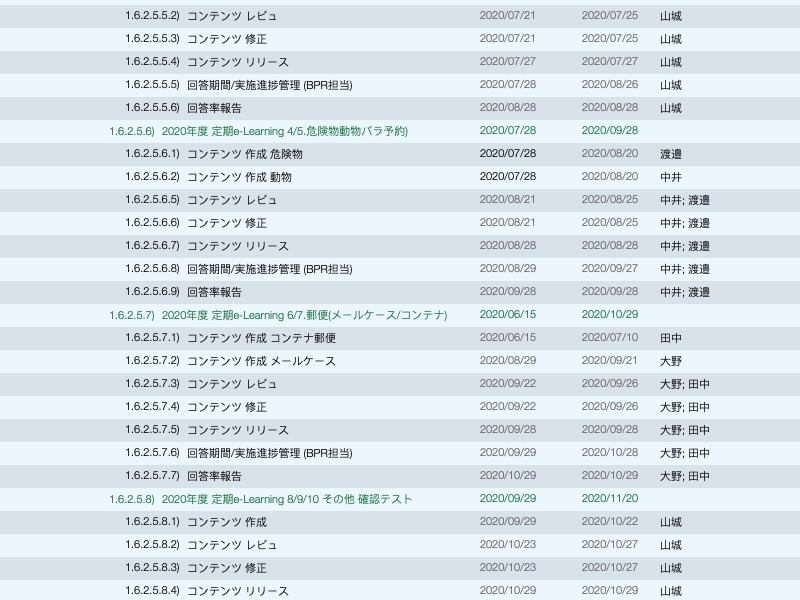 1.6.2.5.5.2) コンテンツ レビュ 2020/07/21 2020/07/25 山城
1.6.2.5.5.3) コンテンツ 修正 2020/07/21 2020/07/25 山城
1.6.2.5.5.4) コンテンツ リリース 2020/07/27 2020/07/27 山城
1.6.2.5.5.5) 回答期間/実施進捗管理 (BPR担当) 2020/07/28 2020/08/26 山城
1.6.2.5.5.6) 回答率報告 2020/08/28 2020/08/28 山城
1.6.2.5.6) 2020年度 定期e-Learning 4/5.危険物動物バラ予約) 2020/07/28 2020/09/28
1.6.2.5.6.1) コンテンツ 作成 危険物 2020/07/28 2020/08/20 渡邉
1.6.2.5.6.2) コンテンツ 作成 動物 2020/07/28 2020/08/20 中井
1.6.2.5.6.5) コンテンツ レビュ 2020/08/21 2020/08/25 中井; 渡邉
1.6.2.5.6.6) コンテンツ 修正 2020/08/21 2020/08/25 中井; 渡邉
1.6.2.5.6.7) コンテンツ リリース 2020/08/28 2020/08/28 中井; 渡邉
1.6.2.5.6.8) 回答期間/実施進捗管理 (BPR担当) 2020/08/29 2020/09/27 中井; 渡邉
1.6.2.5.6.9) 回答率報告 2020/09/28 2020/09/28 中井; 渡邉
1.6.2.5.7) 2020年度 定期e-Learning 6/7.郵便(メールケース/コンテナ) 2020/06/15 2020/10/29
1.6.2.5.7.1) コンテンツ 作成 コンテナ郵便 2020/06/15 2020/07/10 田中
1.6.2.5.7.2) コンテンツ 作成 メールケース 2020/08/29 2020/09/21 大野
1.6.2.5.7.3) コンテンツ レビュ 2020/09/22 2020/09/26 大野; 田中
1.6.2.5.7.4) コンテンツ 修正 2020/09/22 2020/09/26 大野; 田中
1.6.2.5.7.5) コンテンツ リリース 2020/09/28 2020/09/28 大野; 田中
1.6.2.5.7.6) 回答期間/実施進捗管理 (BPR担当) 2020/09/29 2020/10/28 大野; 田中
1.6.2.5.7.7) 回答率報告 2020/10/29 2020/10/29 大野; 田中
1.6.2.5.8) 2020年度 定期e-Learning 8/9/10 その他 確認テスト 2020/09/29 2020/11/20
1.6.2.5.8.1) コンテンツ 作成 2020/09/29 2020/10/22 山城
1.6.2.5.8.2) コンテンツ レビュ 2020/10/23 2020/10/27 山城
1.6.2.5.8.3) コンテンツ 修正 2020/10/23 2020/10/27 山城
1.6.2.5.8.4) コンテンツ リリース 2020/10/29 2020/10/29 山城